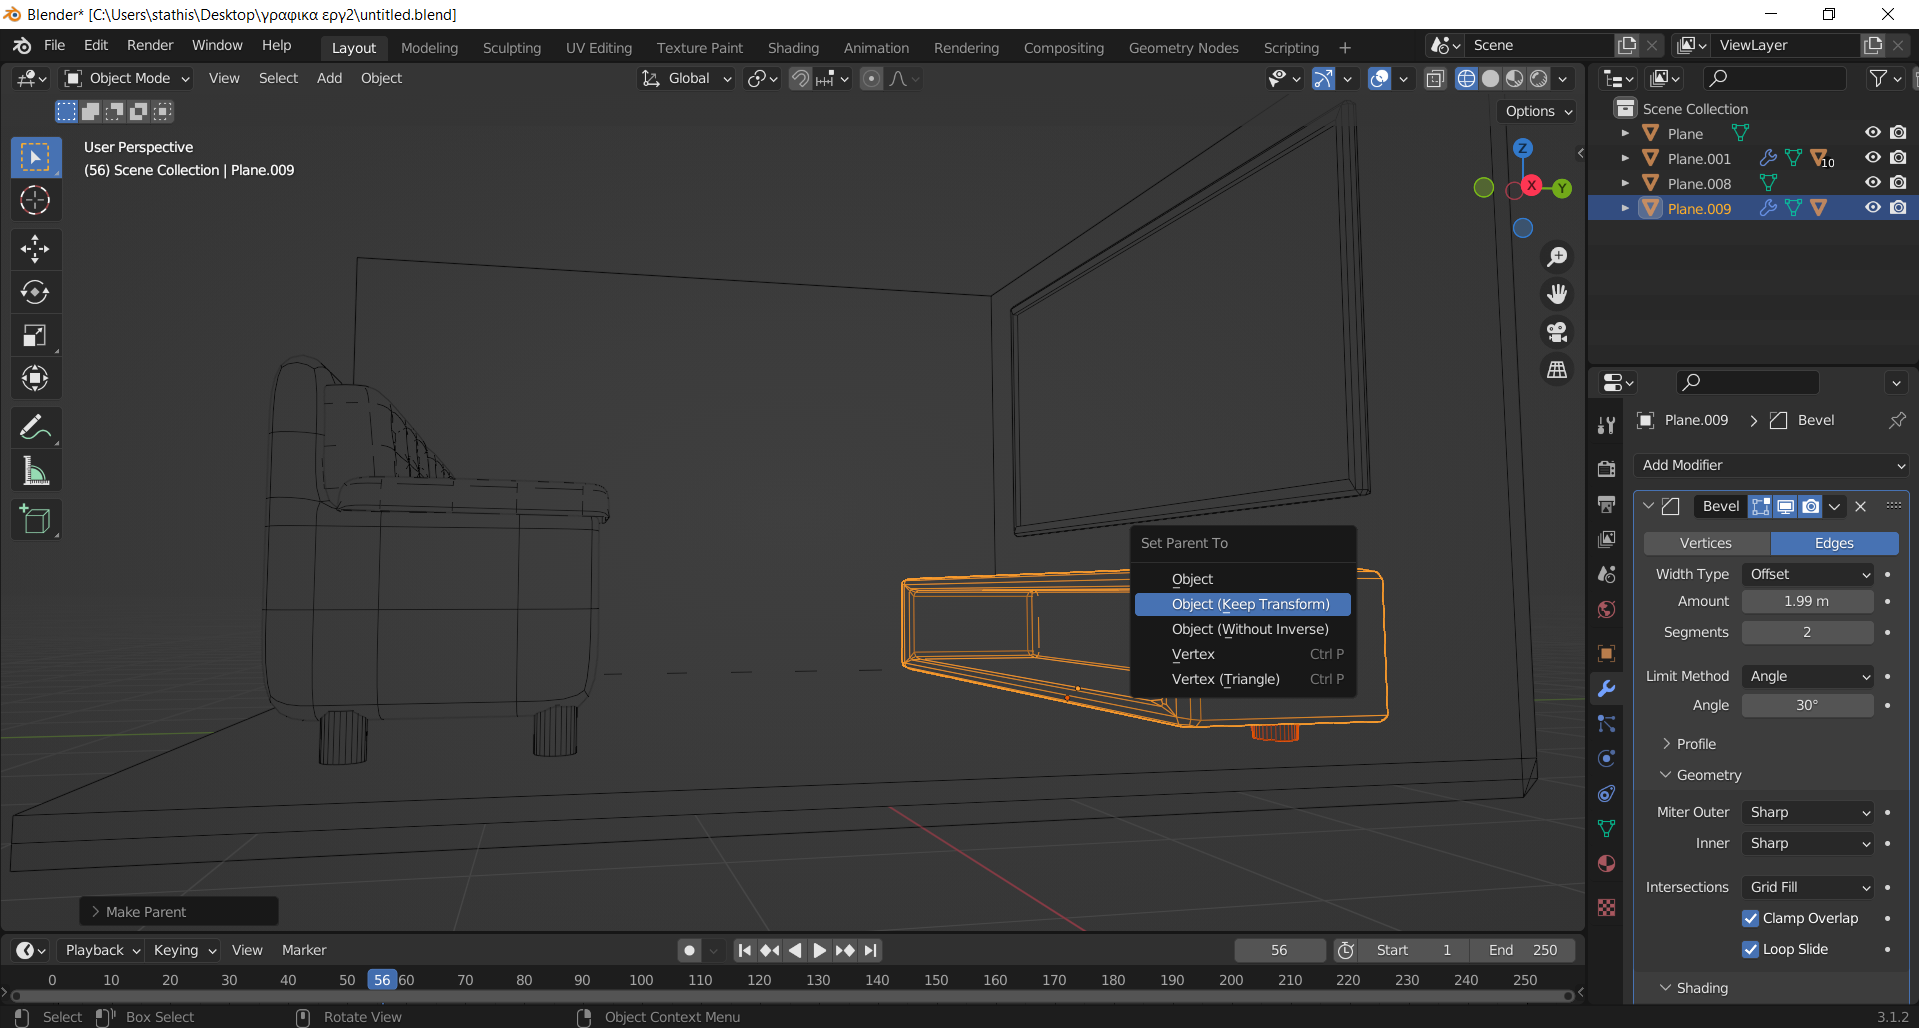 Blender* [C:\Users\stathis\Desktop\γραφικα εργ2\untitled.blend]
File Edit Render Window Help Layout Modeling Sculpting UV Editing Texture Paint Shading Animation Rendering Compositing Geometry Nodes Scripting + Scene ViewLayer
Object Mode View Select Add Object Global
Options
User Perspective
(56) Scene Collection | Plane.009
Z
X
Y
Scene Collection
Plane
Plane.001 10
Plane.008
Plane.009
Set Parent To
Object
Object (Keep Transform)
Object (Without Inverse)
Vertex Ctrl P
Vertex (Triangle) Ctrl P
Make Parent
Plane.009 > Bevel
Add Modifier
Bevel
Vertices Edges
Width Type Offset
Amount 1.99 m
Segments 2
Limit Method Angle
Angle 30°
Profile
Geometry
Miter Outer Sharp
Inner Sharp
Intersections Grid Fill
Clamp Overlap
Loop Slide
Shading
Playback Keying View Marker 56 Start 1 End 250
0 10 20 30 40 50 56 60 70 80 90 100 110 120 130 140 150 160 170 180 190 200 210 220 230 240 250
Select Box Select Rotate View Object Context Menu 3.1.2